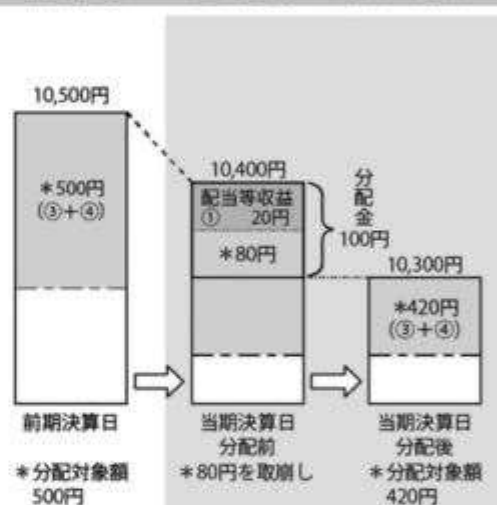 10,500円
＊500円
(③+④)
10,400円
配当等収益
① 20円
＊80円
分配金
100円
10,300円
＊420円
(③+④)
前期決算日
＊分配対象額
500円
当期決算日
分配前
＊80円を取崩し
当期決算日
分配後
＊分配対象額
420円